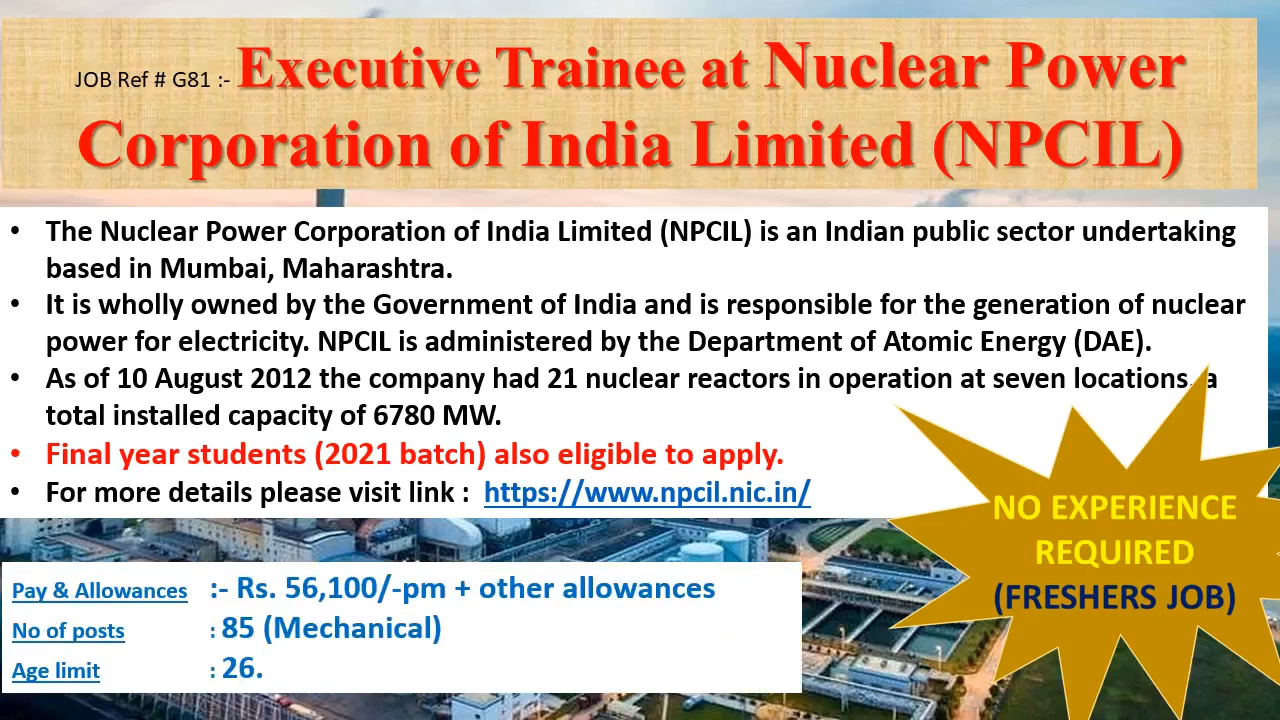 JOB Ref # G81 :- Executive Trainee at Nuclear Power
Corporation of India Limited (NPCIL)
• The Nuclear Power Corporation of India Limited (NPCIL) is an Indian public sector undertaking
based in Mumbai, Maharashtra.
• It is wholly owned by the Government of India and is responsible for the generation of nuclear
power for electricity. NPCIL is administered by the Department of Atomic Energy (DAE).
• As of 10 August 2012 the company had 21 nuclear reactors in operation at seven locations, a
total installed capacity of 6780 MW.
• Final year students (2021 batch) also eligible to apply.
• For more details please visit link : https://www.npcil.nic.in/
NO EXPERIENCE
REQUIRED
(FRESHERS JOB)
Pay & Allowances :- Rs. 56,100/-pm + other allowances
No of posts : 85 (Mechanical)
Age limit : 26.